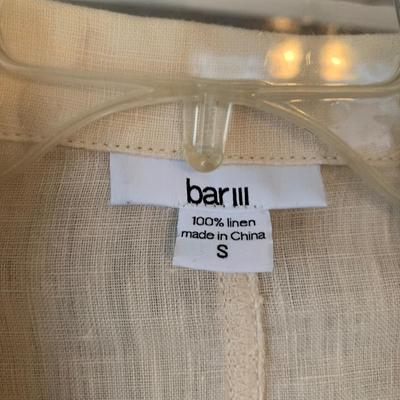 bar III
100% linen
made in China
S